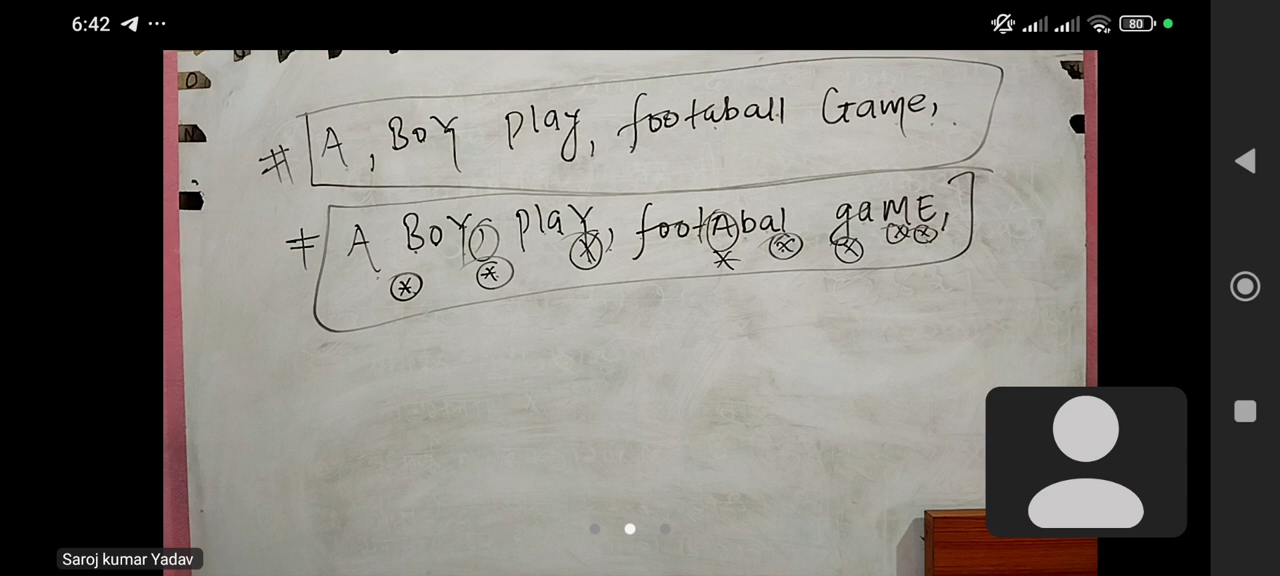 6:42 80
# A, BoY play, footaball Game,
# A BoY, plaY, footAbal gaME,
Saroj kumar Yadav